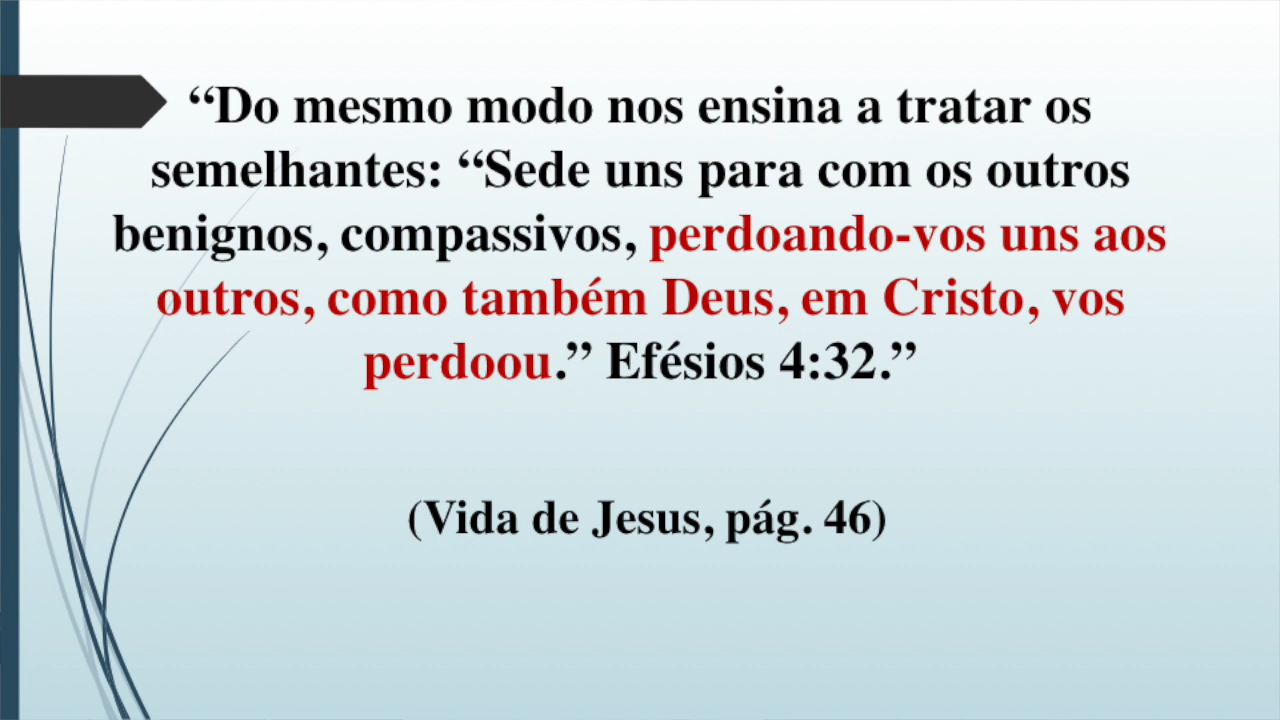 “Do mesmo modo nos ensina a tratar os
semelhantes: “Sede uns para com os outros
benignos, compassivos, perdoando-vos uns aos
outros, como também Deus, em Cristo, vos
perdoou.” Efésios 4:32.”
(Vida de Jesus, pág. 46)